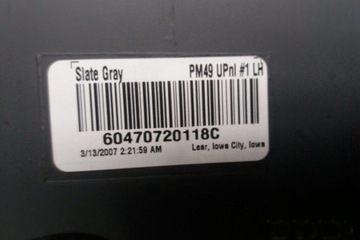 Slate Gray PM49 UPnl #1 LH
60470720118C
3/13/2007 2:21:59 AM Lear, Iowa City, Iowa